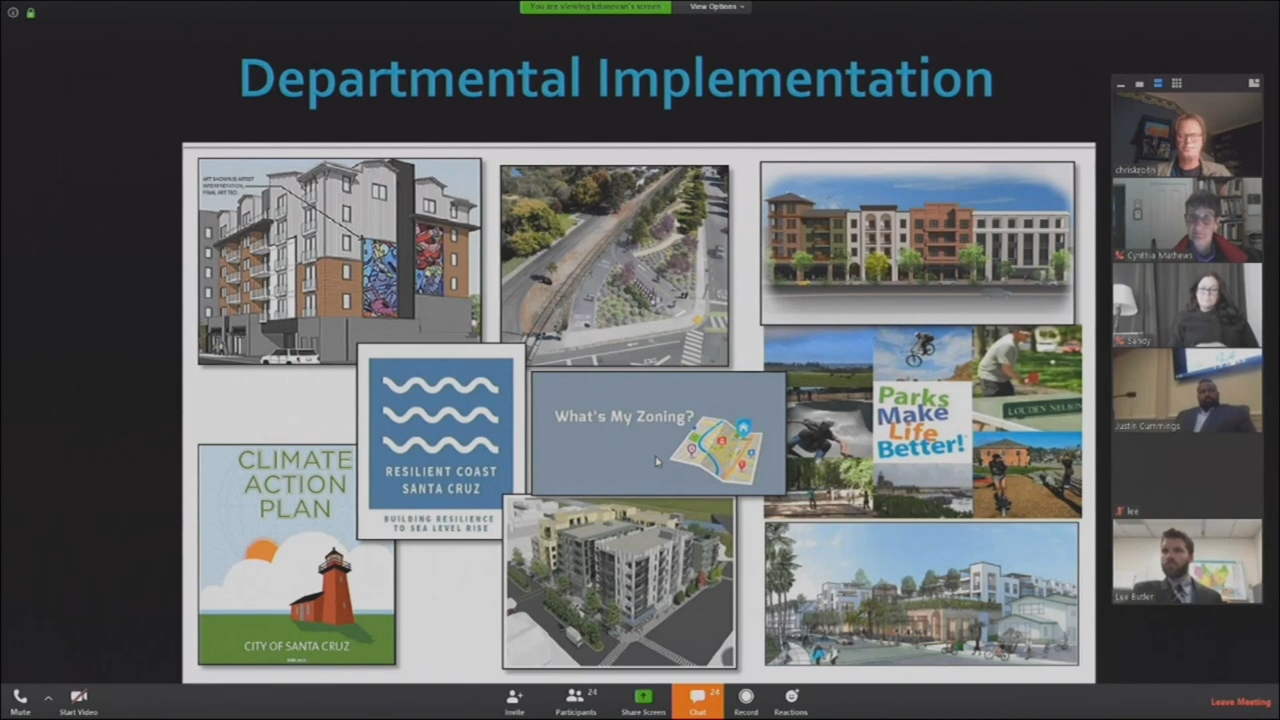 You are viewing kdonovan's screen
View Options
Departmental Implementation
ART SHOWN IS ARTIST
INTERPRETATION,
FINAL ART TBD.
What's My Zoning?
RESILIENT COAST
SANTA CRUZ
BUILDING RESILIENCE
TO SEA LEVEL RISE
CLIMATE
ACTION
PLAN
CITY OF SANTA CRUZ
Parks
Make
Life
Better!
LOUDEN NELSON
chriskrohn
Cynthia Mathews
Sandy
Justin Cummings
lee
Lee Butler
Mute
Start Video
Invite
Participants
24
Share Screen
Chat
24
Record
Reactions
Leave Meeting